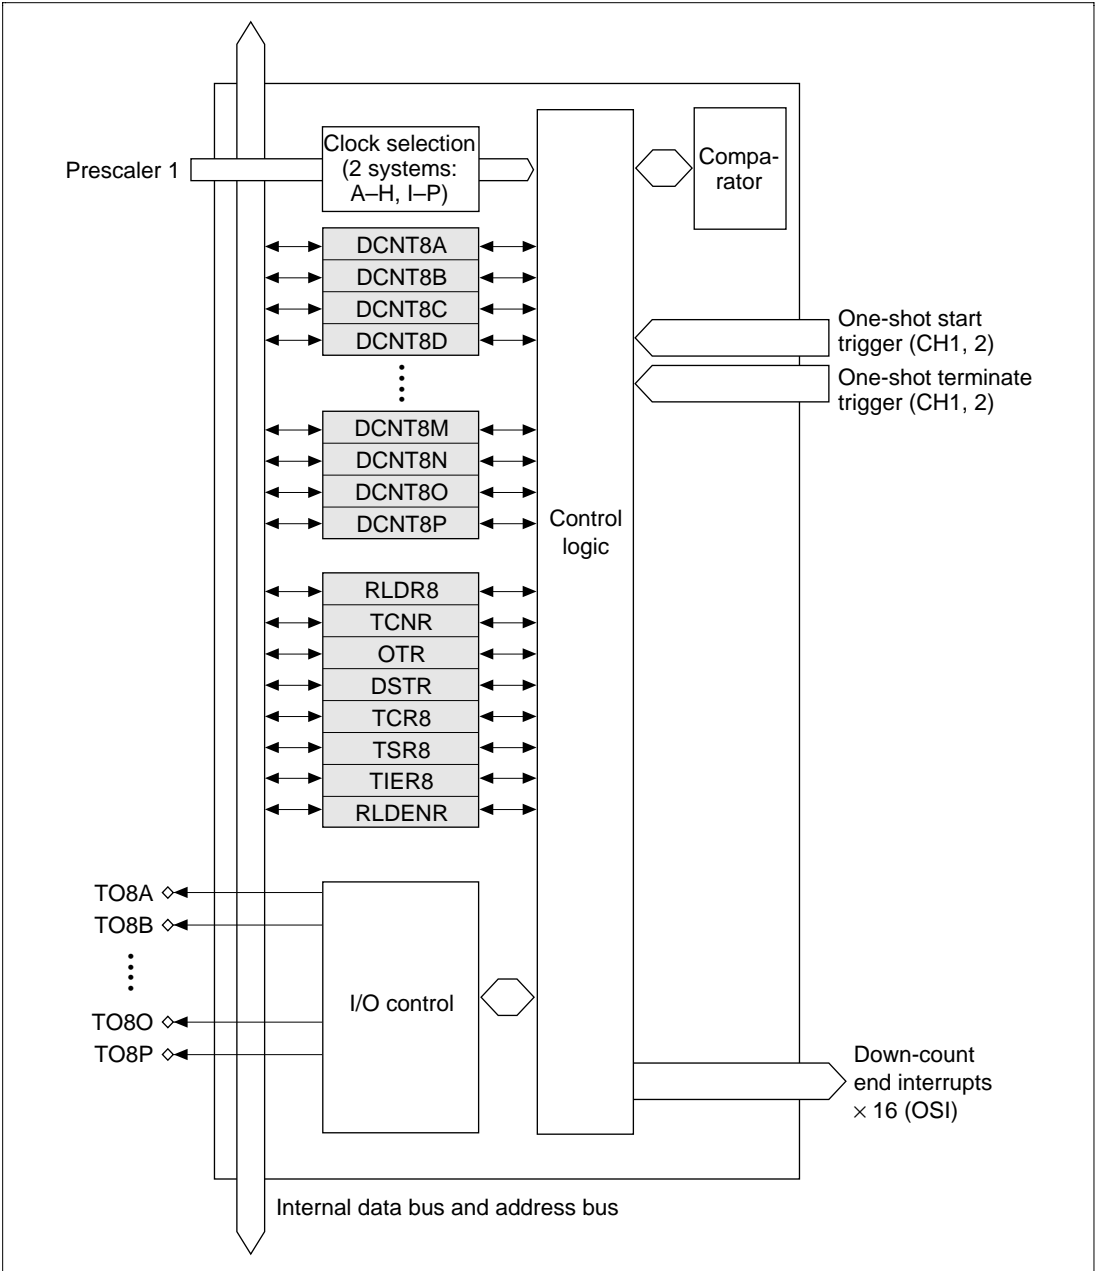 Prescaler 1
Clock selection
(2 systems:
A–H, I–P)
Compa-
rator
DCNT8A
DCNT8B
DCNT8C
DCNT8D
One-shot start
trigger (CH1, 2)
One-shot terminate
trigger (CH1, 2)
DCNT8M
DCNT8N
DCNT8O
DCNT8P
Control
logic
RLDR8
TCNR
OTR
DSTR
TCR8
TSR8
TIER8
RLDENR
TO8A
TO8B
TO8O
TO8P
I/O control
Down-count
end interrupts
× 16 (OSI)
Internal data bus and address bus